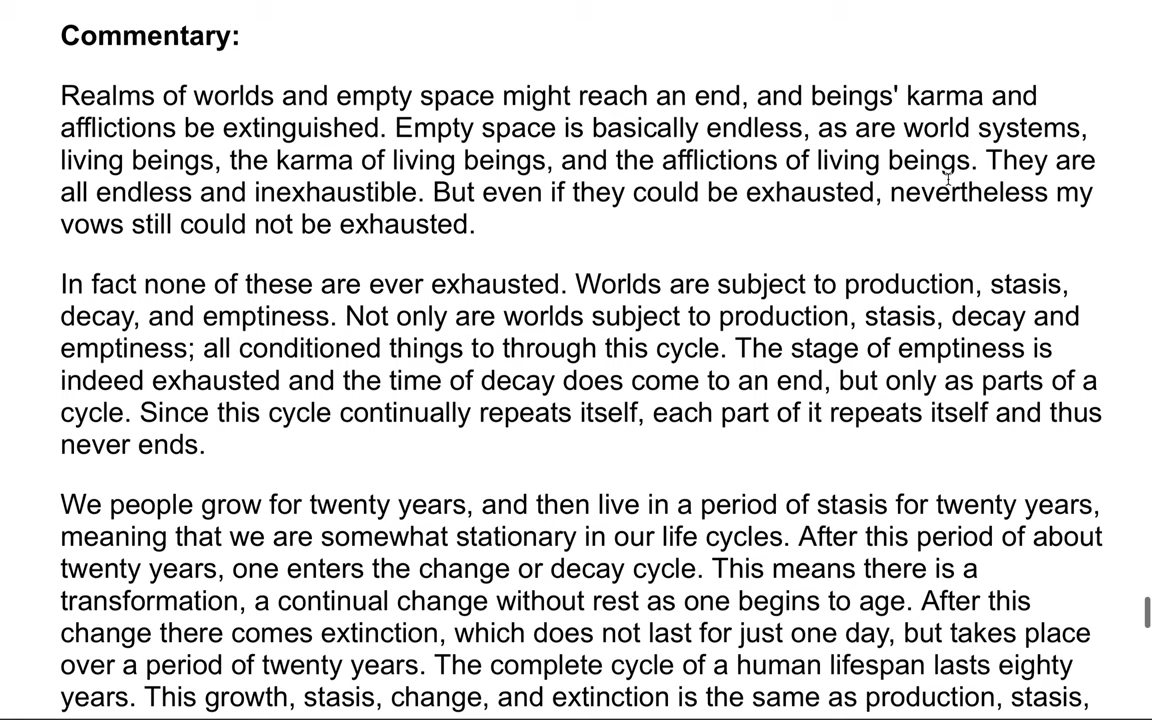 Commentary:
Realms of worlds and empty space might reach an end, and beings' karma and
afflictions be extinguished. Empty space is basically endless, as are world systems,
living beings, the karma of living beings, and the afflictions of living beings. They are
all endless and inexhaustible. But even if they could be exhausted, nevertheless my
vows still could not be exhausted.
In fact none of these are ever exhausted. Worlds are subject to production, stasis,
decay, and emptiness. Not only are worlds subject to production, stasis, decay and
emptiness; all conditioned things to through this cycle. The stage of emptiness is
indeed exhausted and the time of decay does come to an end, but only as parts of a
cycle. Since this cycle continually repeats itself, each part of it repeats itself and thus
never ends.
We people grow for twenty years, and then live in a period of stasis for twenty years,
meaning that we are somewhat stationary in our life cycles. After this period of about
twenty years, one enters the change or decay cycle. This means there is a
transformation, a continual change without rest as one begins to age. After this
change there comes extinction, which does not last for just one day, but takes place
over a period of twenty years. The complete cycle of a human lifespan lasts eighty
years. This growth, stasis, change, and extinction is the same as production, stasis,